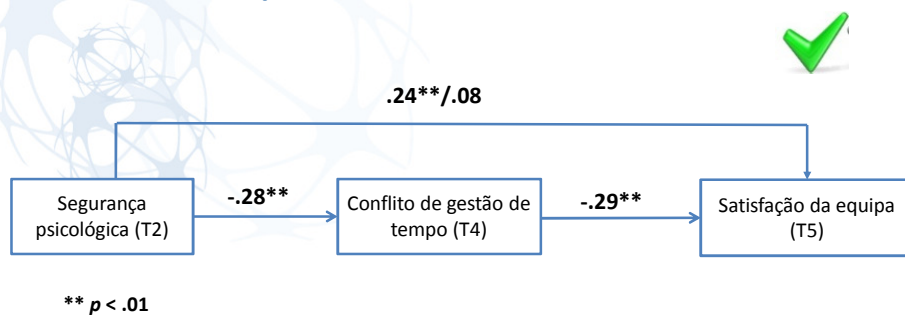 .24**/.08
Segurança
psicológica (T2)
-.28**
Conflito de gestão de
tempo (T4)
-.29**
Satisfação da equipa
(T5)
** p < .01